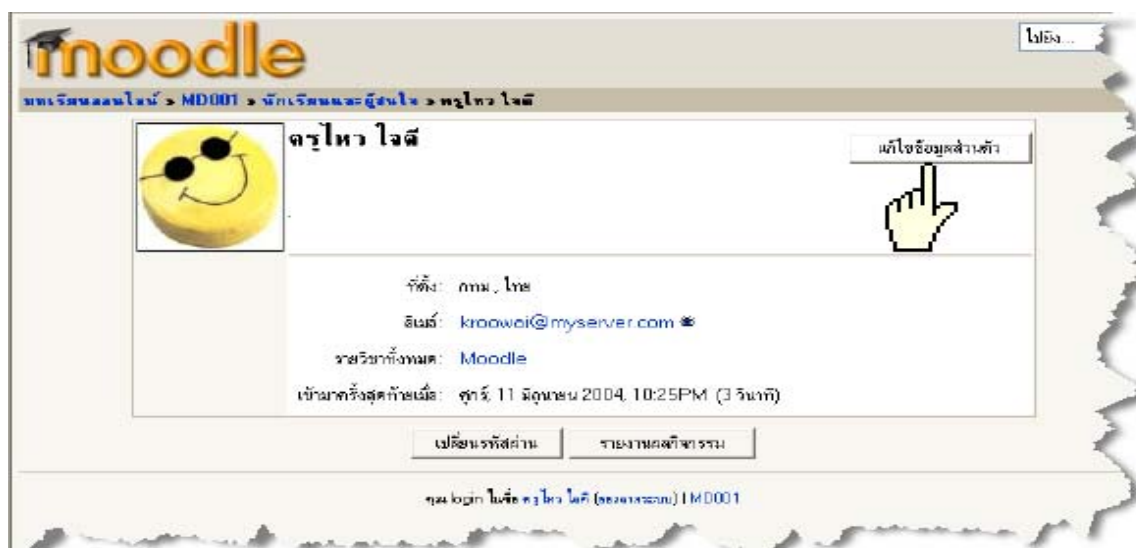 moodle
ไปยัง...
บทเรียนออนไลน์ » MD001 » นักเรียนและผู้สนใจ » ครูไหว ใจดี
ครูไหว ใจดี
แก้ไขข้อมูลส่วนตัว
ที่ตั้ง: กทม , ไทย
อีเมล์: kroowai@myserver.com
รายวิชาทั้งหมด: Moodle
เข้ามาครั้งสุดท้ายเมื่อ: ศุกร์, 11 มิถุนายน 2004, 10:25PM (3 วินาที)
เปลี่ยนรหัสผ่าน รายงานผลกิจกรรม
คุณ login ในชื่อ ครูไหว ใจดี (ออกจากระบบ) | MD001